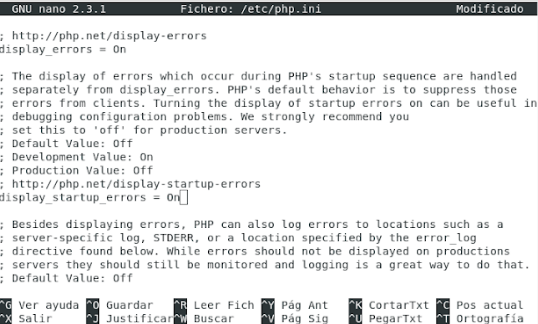 GNU nano 2.3.1 Fichero: /etc/php.ini Modificado
; http://php.net/display-errors
display_errors = On
; The display of errors which occur during PHP's startup sequence are handled
; separately from display_errors. PHP's default behavior is to suppress those
; errors from clients. Turning the display of startup errors on can be useful in
; debugging configuration problems. We strongly recommend you
; set this to 'off' for production servers.
; Default Value: Off
; Development Value: On
; Production Value: Off
; http://php.net/display-startup-errors
display_startup_errors = On
; Besides displaying errors, PHP can also log errors to locations such as a
; server-specific log, STDERR, or a location specified by the error_log
; directive found below. While errors should not be displayed on productions
; servers they should still be monitored and logging is a great way to do that.
; Default Value: Off
^G Ver ayuda ^O Guardar ^R Leer Fich ^Y Pág Ant ^K CortarTxt ^C Pos actual
^X Salir ^J Justificar ^W Buscar ^V Pág Sig ^U PegarTxt ^T Ortografía